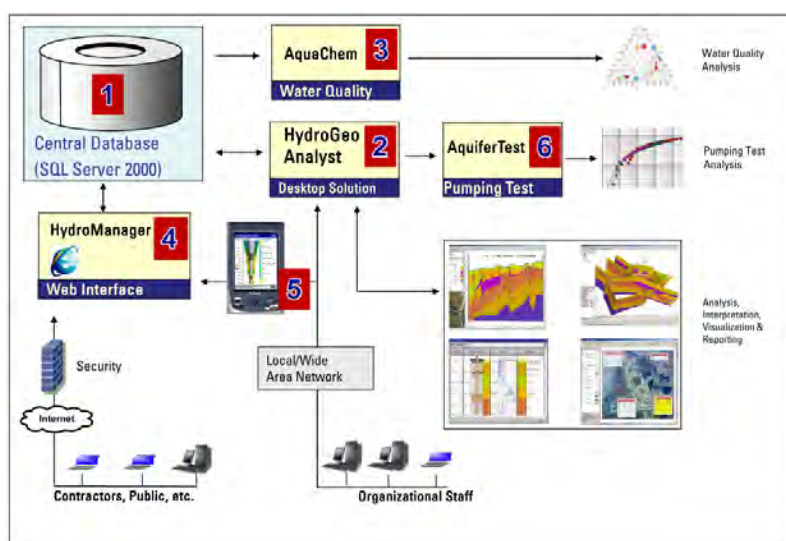 1
Central Database
(SQL Server 2000)
AquaChem
3
Water Quality
Water Quality
Analysis
HydroGeo
Analyst
2
Desktop Solution
AquiferTest
6
Pumping Test
Pumping Test
Analysis
HydroManager
4
Web Interface
5
Analysis,
Interpretation,
Visualization &
Reporting
Security
Local/Wide
Area Network
Internet
Contractors, Public, etc.
Organizational Staff